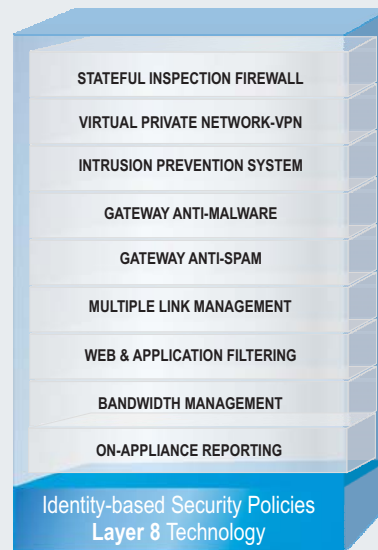 STATEFUL INSPECTION FIREWALL
VIRTUAL PRIVATE NETWORK-VPN
INTRUSION PREVENTION SYSTEM
GATEWAY ANTI-MALWARE
GATEWAY ANTI-SPAM
MULTIPLE LINK MANAGEMENT
WEB & APPLICATION FILTERING
BANDWIDTH MANAGEMENT
ON-APPLIANCE REPORTING
Identity-based Security Policies
Layer 8 Technology